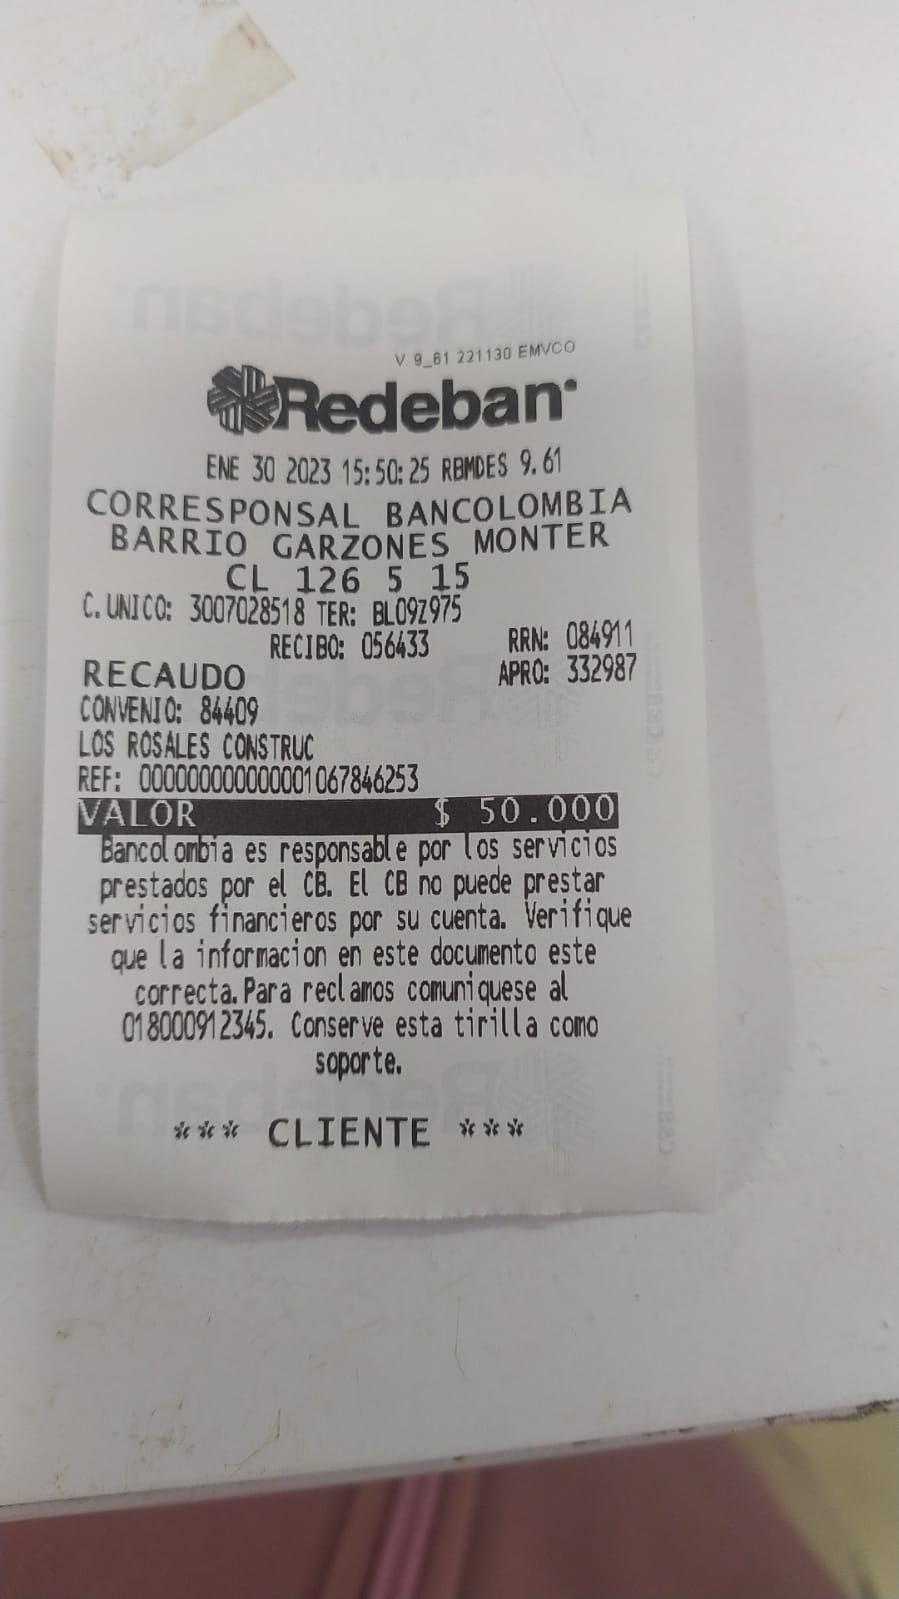 V. 9_61 221130 EMVCO
Redeban
ENE 30 2023 15:50:25 RBMDES 9.61
CORRESPONSAL BANCOLOMBIA
BARRIO GARZONES MONTER
CL 126 5 15
C. UNICO: 3007028518 TER: BL09Z975
RECIBO: 056433 RRN: 084911
RECAUDO APRO: 332987
CONVENIO: 84409
LOS ROSALES CONSTRUC
REF: 00000000000001067846253
VALOR $ 50.000
Bancolombia es responsable por los servicios
prestados por el CB. El CB no puede prestar
servicios financieros por su cuenta. Verifique
que la informacion en este documento este
correcta. Para reclamos comuniquese al
018000912345. Conserve esta tirilla como
soporte.
*** CLIENTE ***